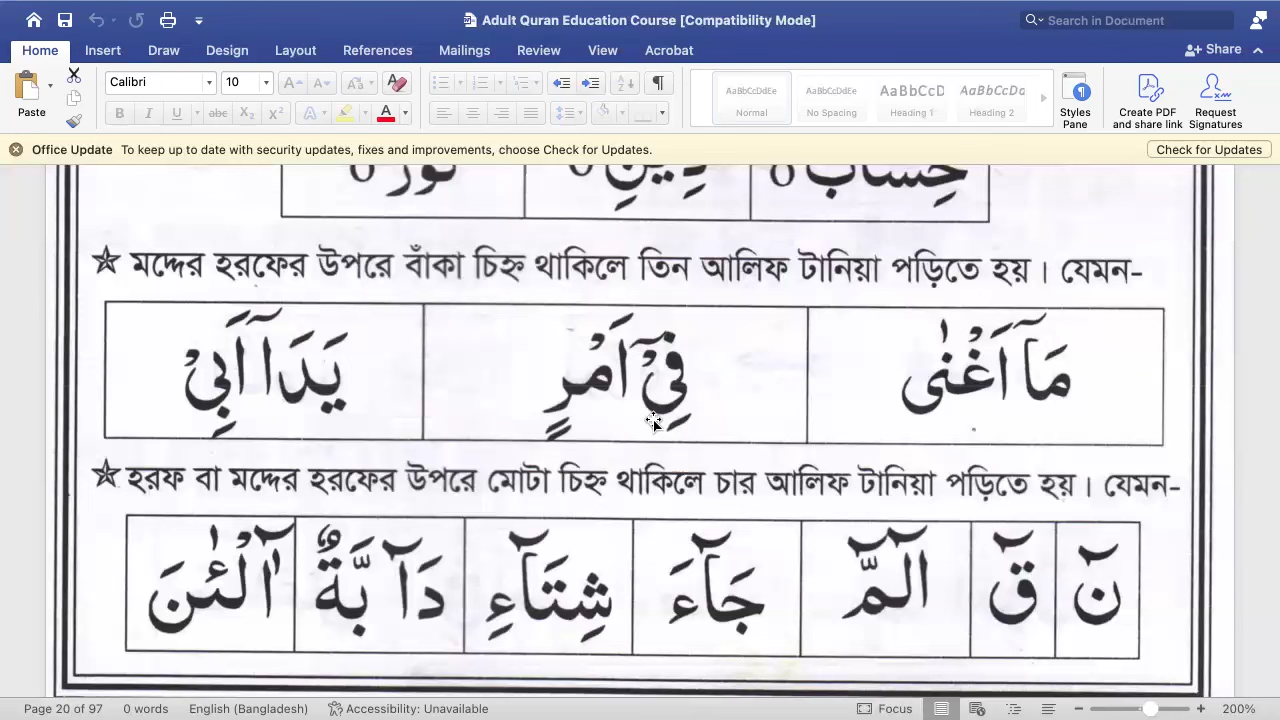 Adult Quran Education Course [Compatibility Mode]
Search in Document
Home Insert Draw Design Layout References Mailings Review View Acrobat Share
Paste
Calibri 10
AaBbCcDdEe AaBbCcDdEe AaBbCcD AaBbCcDc
Normal No Spacing Heading 1 Heading 2
Styles Pane
Create PDF and share link
Request Signatures
Office Update To keep up to date with security updates, fixes and improvements, choose Check for Updates.
Check for Updates
☆ মদ্দের হরফের উপরে বাঁকা চিহ্ন থাকিলে তিন আলিফ টানিয়া পড়িতে হয়। যেমন-
مَآ اَغْنٰى فِيْٓ اَمْرٍ يَدَآ اَبِيْ
☆ হরফ বা মদ্দের হরফের উপরে মোটা চিহ্ন থাকিলে চার আলিফ টানিয়া পড়িতে হয়। যেমন-
نٓ قٓ الٓمّٓ جَآءَ شِتَآءِ دَآبَّةٌ آٰلْئٰنَ
Page 20 of 97 0 words English (Bangladesh) Accessibility: Unavailable Focus 200%